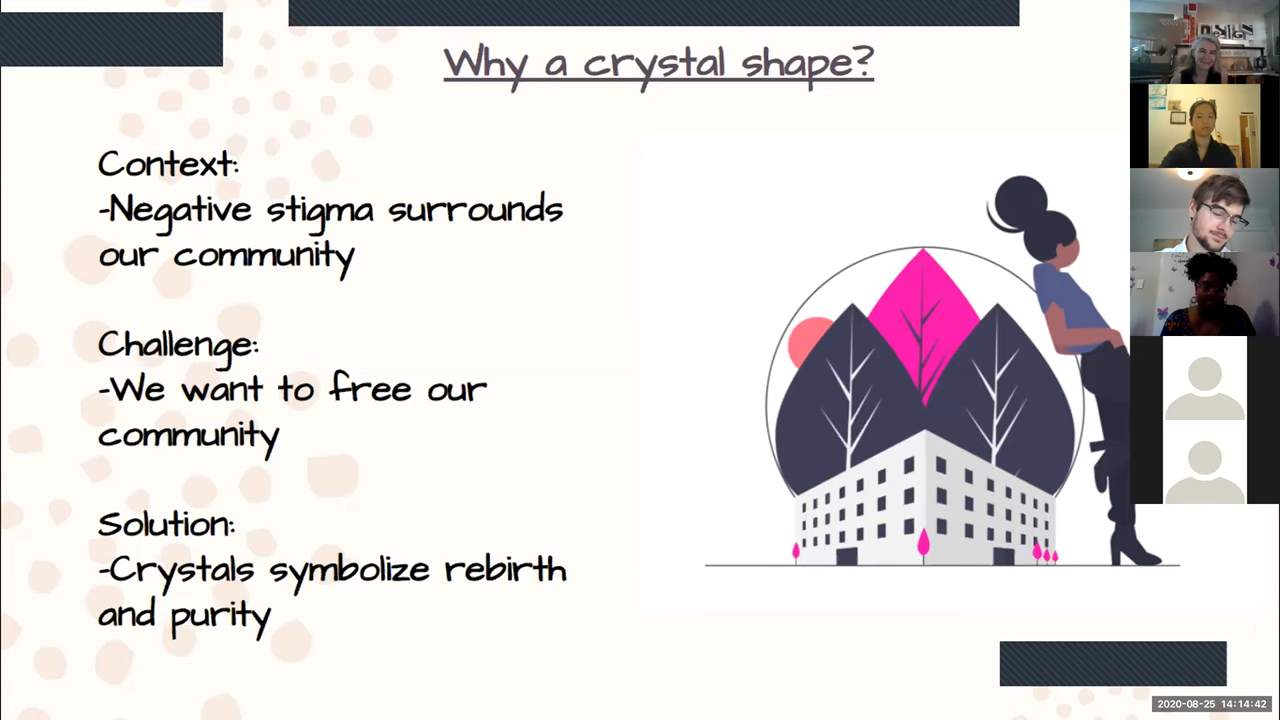 Why a crystal shape?
Context:
-Negative stigma surrounds
our community
Challenge:
-We want to free our
community
Solution:
-Crystals symbolize rebirth
and purity
2020-08-25 14:14:42